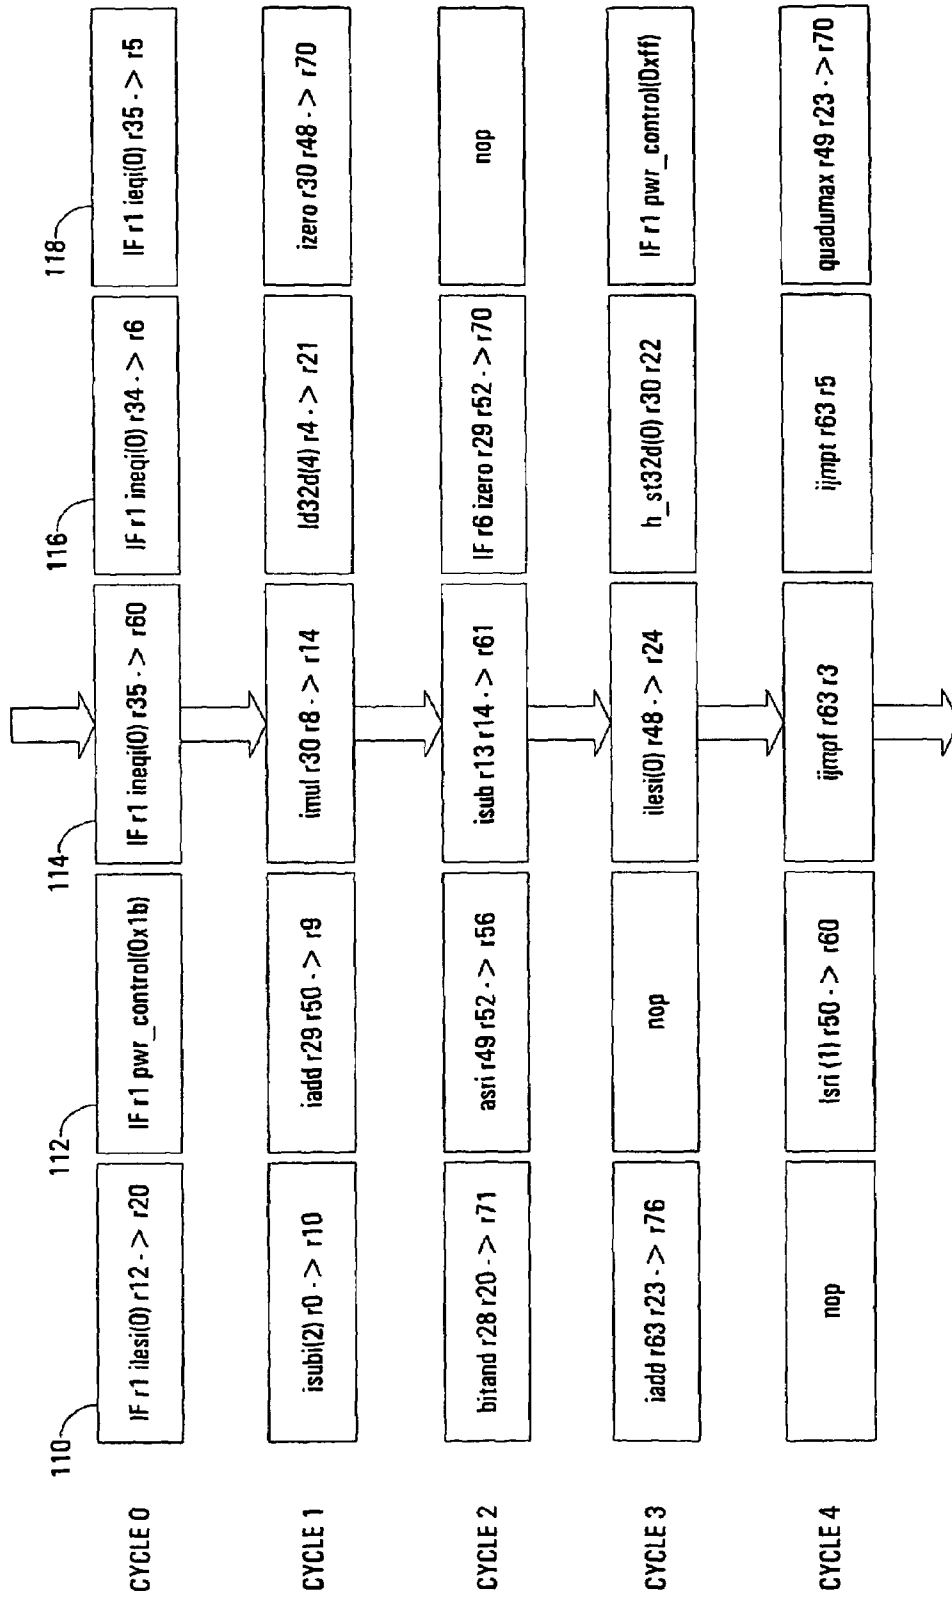 110 112 114 116 118
CYCLE 0
IF r1 ilesi(0) r12 -> r20
IF r1 pwr_control(0x1b)
IF r1 ineqi(0) r35 -> r60
IF r1 ineqi(0) r34 -> r6
IF r1 ieqi(0) r35 -> r5
CYCLE 1
isubi(2) r0 -> r10
iadd r29 r50 -> r9
imul r30 r8 -> r14
ld32d(4) r4 -> r21
izero r30 r48 -> r70
CYCLE 2
bitand r28 r20 -> r71
asri r49 r52 -> r56
isub r13 r14 -> r61
IF r6 izero r29 r52 -> r70
nop
CYCLE 3
iadd r63 r23 -> r76
nop
ilesi(0) r48 -> r24
h_st32d(0) r30 r22
IF r1 pwr_control(0xff)
CYCLE 4
nop
lsri (1) r50 -> r60
ijmpf r63 r3
ijmpt r63 r5
quadumax r49 r23 -> r70